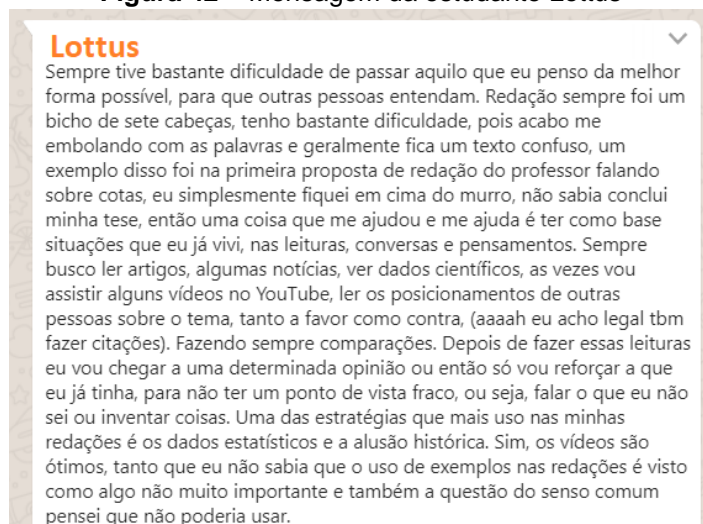 Lottus
Sempre tive bastante dificuldade de passar aquilo que eu penso da melhor
forma possível, para que outras pessoas entendam. Redação sempre foi um
bicho de sete cabeças, tenho bastante dificuldade, pois acabo me
embolando com as palavras e geralmente fica um texto confuso, um
exemplo disso foi na primeira proposta de redação do professor falando
sobre cotas, eu simplesmente fiquei em cima do murro, não sabia conclui
minha tese, então uma coisa que me ajudou e me ajuda é ter como base
situações que eu já vivi, nas leituras, conversas e pensamentos. Sempre
busco ler artigos, algumas notícias, ver dados científicos, as vezes vou
assistir alguns vídeos no YouTube, ler os posicionamentos de outras
pessoas sobre o tema, tanto a favor como contra, (aaaah eu acho legal tbm
fazer citações). Fazendo sempre comparações. Depois de fazer essas leituras
eu vou chegar a uma determinada opinião ou então só vou reforçar a que
eu já tinha, para não ter um ponto de vista fraco, ou seja, falar o que eu não
sei ou inventar coisas. Uma das estratégias que mais uso nas minhas
redações é os dados estatísticos e a alusão histórica. Sim, os vídeos são
ótimos, tanto que eu não sabia que o uso de exemplos nas redações é visto
como algo não muito importante e também a questão do senso comum
pensei que não poderia usar.